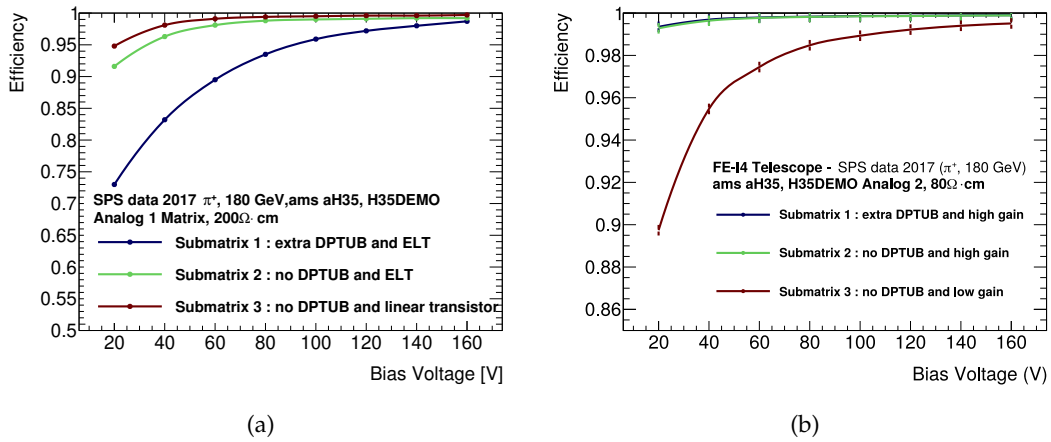 Efficiency
1
0.95
0.9
0.85
0.8
0.75
0.7
0.65
0.6
0.55
0.5
SPS data 2017 π⁺, 180 GeV,ams aH35, H35DEMO
Analog 1 Matrix, 200Ω·cm
Submatrix 1 : extra DPTUB and ELT
Submatrix 2 : no DPTUB and ELT
Submatrix 3 : no DPTUB and linear transistor
20 40 60 80 100 120 140 160
Bias Voltage [V]
(a)
Efficiency
1
0.98
0.96
0.94
0.92
0.9
0.88
0.86
FE-I4 Telescope - SPS data 2017 (π⁺, 180 GeV)
ams aH35, H35DEMO Analog 2, 80Ω·cm
Submatrix 1 : extra DPTUB and high gain
Submatrix 2 : no DPTUB and high gain
Submatrix 3 : no DPTUB and low gain
20 40 60 80 100 120 140 160
Bias Voltage (V)
(b)